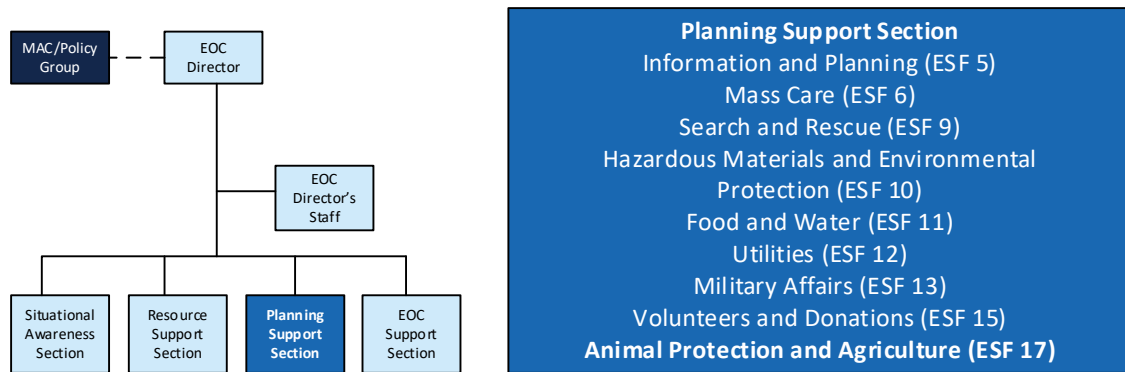 MAC/Policy
Group
EOC
Director
EOC
Director’s
Staff
Situational
Awareness
Section
Resource
Support
Section
Planning
Support
Section
EOC
Support
Section
Planning Support Section
Information and Planning (ESF 5)
Mass Care (ESF 6)
Search and Rescue (ESF 9)
Hazardous Materials and Environmental
Protection (ESF 10)
Food and Water (ESF 11)
Utilities (ESF 12)
Military Affairs (ESF 13)
Volunteers and Donations (ESF 15)
Animal Protection and Agriculture (ESF 17)